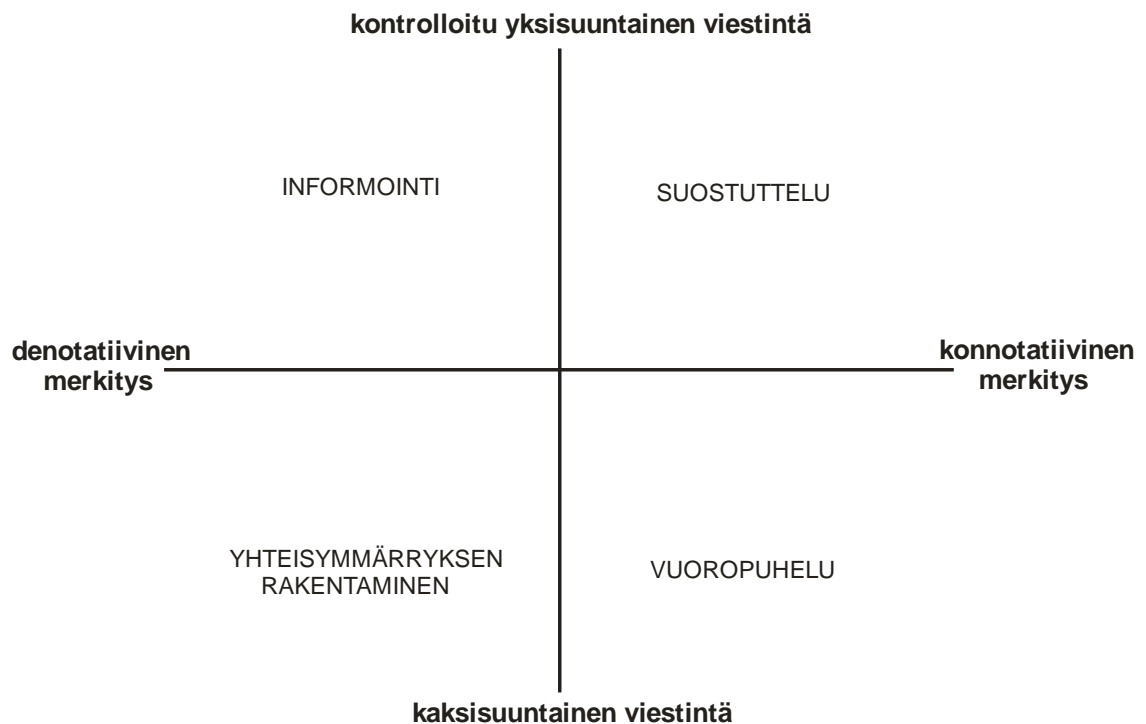 kontrolloitu yksisuuntainen viestintä
INFORMOINTI
SUOSTUTTELU
denotatiivinen
merkitys
konnotatiivinen
merkitys
YHTEISYMMÄRRYKSEN
RAKENTAMINEN
VUOROPUHELU
kaksisuuntainen viestintä